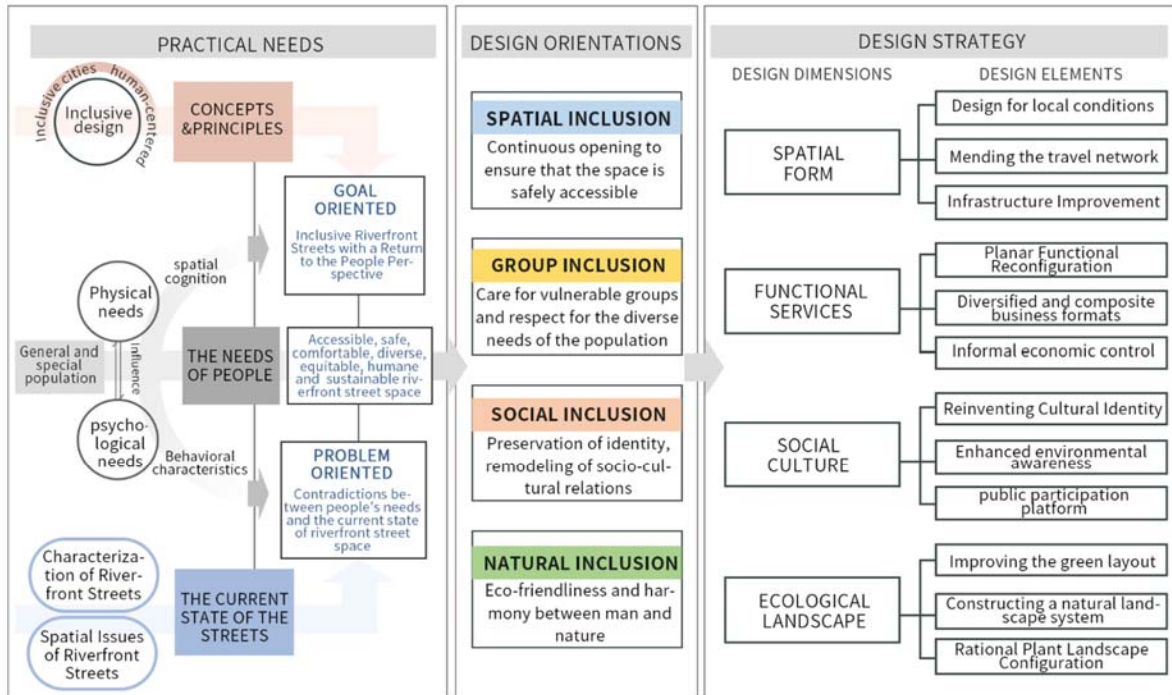 PRACTICAL NEEDS
Inclusive cities human-centered
Inclusive
design
CONCEPTS
&PRINCIPLES
GOAL
ORIENTED
Inclusive Riverfront
Streets with a Return
to the People Per-
spective
spatial
cognition
Physical
needs
General and
special
population
Influence
THE NEEDS
OF PEOPLE
Accessible, safe,
comfortable, diverse,
equitable, humane
and sustainable riv-
erfront street space
psycho-
logical
needs
Behavioral
characteristics
PROBLEM
ORIENTED
Contradictions be-
tween people's needs
and the current state
of riverfront street
space
Characteriza-
tion of River-
front Streets
THE CURRENT
STATE OF THE
STREETS
Spatial Issues
of Riverfront
Streets
DESIGN ORIENTATIONS
SPATIAL INCLUSION
Continuous opening to
ensure that the space is
safely accessible
GROUP INCLUSION
Care for vulnerable groups
and respect for the diverse
needs of the population
SOCIAL INCLUSION
Preservation of identity,
remodeling of socio-cul-
tural relations
NATURAL INCLUSION
Eco-friendliness and har-
mony between man and
nature
DESIGN STRATEGY
DESIGN DIMENSIONS
DESIGN ELEMENTS
SPATIAL
FORM
Design for local conditions
Mending the travel network
Infrastructure Improvement
FUNCTIONAL
SERVICES
Planar Functional
Reconfiguration
Diversified and composite
business formats
Informal economic control
SOCIAL
CULTURE
Reinventing Cultural Identity
Enhanced environmental
awareness
public participation
platform
ECOLOGICAL
LANDSCAPE
Improving the green layout
Constructing a natural land-
scape system
Rational Plant Landscape
Configuration